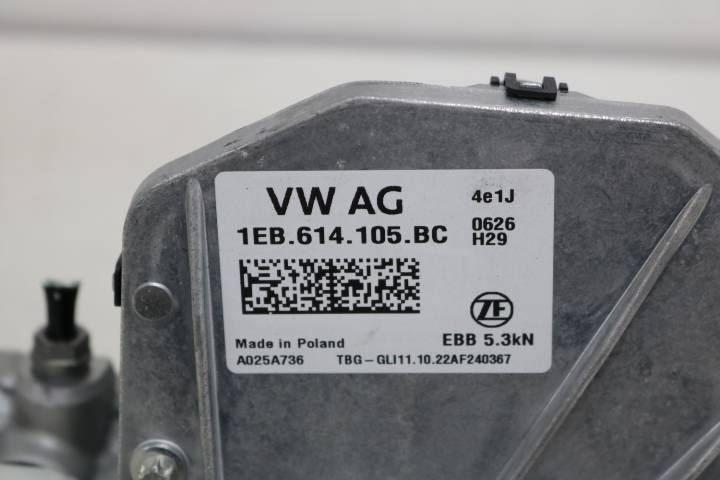 VW AG
4e1J
1EB.614.105.BC
0626
H29
ZF
Made in Poland
EBB 5.3kN
A025A736
TBG-GLI11.10.22AF240367